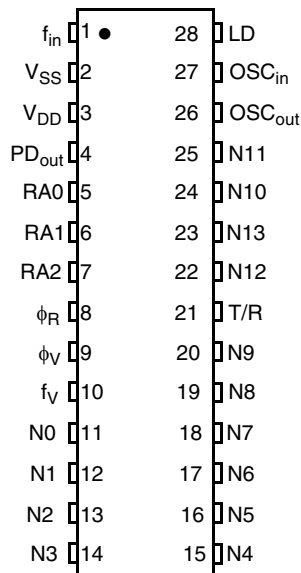 fin 1 28 LD
VSS 2 27 OSCin
VDD 3 26 OSCout
PDout 4 25 N11
RA0 5 24 N10
RA1 6 23 N13
RA2 7 22 N12
ϕR 8 21 T/R
ϕV 9 20 N9
fV 10 19 N8
N0 11 18 N7
N1 12 17 N6
N2 13 16 N5
N3 14 15 N4